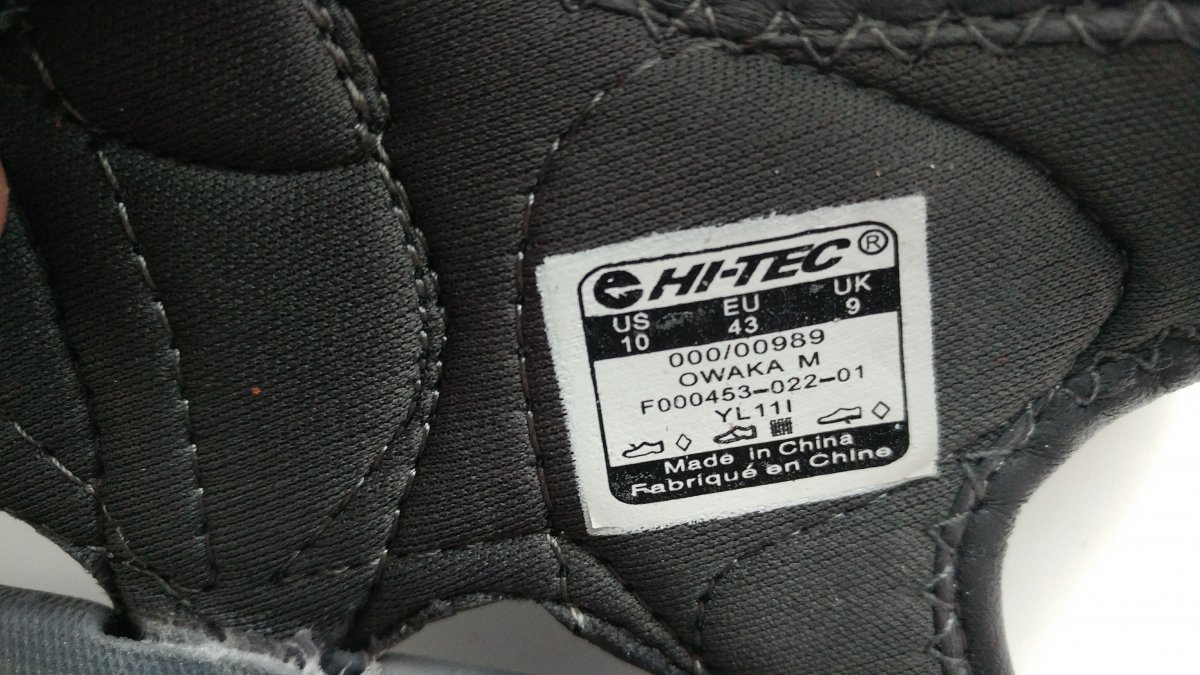 HI-TEC ®
US EU UK
10 43 9
000/00989
OWAKA M
F000453-022-01
YL11I
Made in China
Fabriqué en Chine